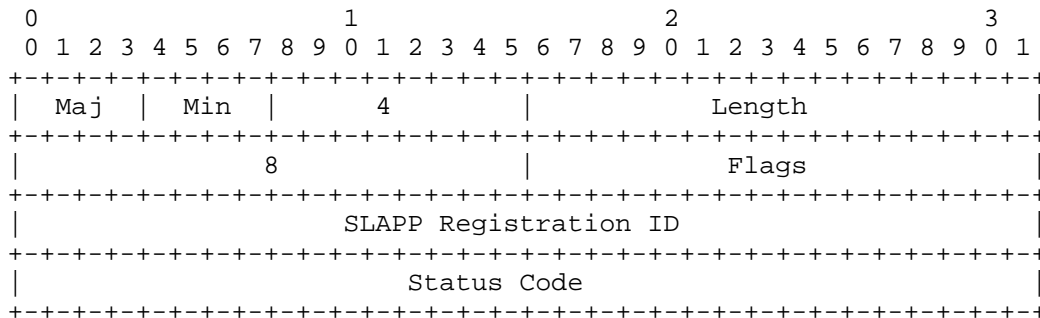 0                   1                   2                   3
 0 1 2 3 4 5 6 7 8 9 0 1 2 3 4 5 6 7 8 9 0 1 2 3 4 5 6 7 8 9 0 1
+-+-+-+-+-+-+-+-+-+-+-+-+-+-+-+-+-+-+-+-+-+-+-+-+-+-+-+-+-+-+-+-+
|  Maj  |  Min  |      4        |           Length              |
+-+-+-+-+-+-+-+-+-+-+-+-+-+-+-+-+-+-+-+-+-+-+-+-+-+-+-+-+-+-+-+-+
|               8               |            Flags              |
+-+-+-+-+-+-+-+-+-+-+-+-+-+-+-+-+-+-+-+-+-+-+-+-+-+-+-+-+-+-+-+-+
|                    SLAPP Registration ID                      |
+-+-+-+-+-+-+-+-+-+-+-+-+-+-+-+-+-+-+-+-+-+-+-+-+-+-+-+-+-+-+-+-+
|                        Status Code                            |
+-+-+-+-+-+-+-+-+-+-+-+-+-+-+-+-+-+-+-+-+-+-+-+-+-+-+-+-+-+-+-+-+